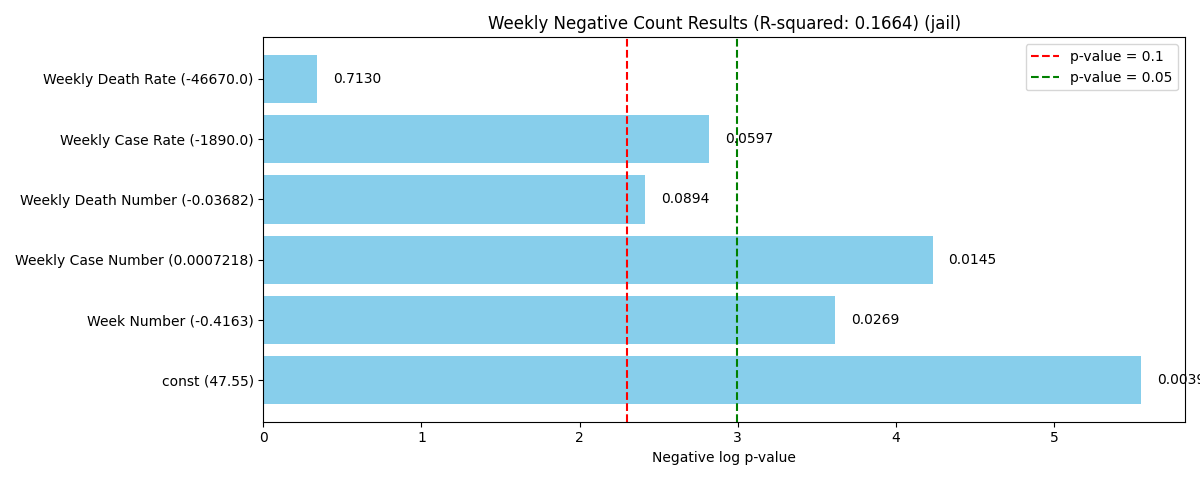 Weekly Negative Count Results (R-squared: 0.1664) (jail)
p-value = 0.1
p-value = 0.05
Weekly Death Rate (-46670.0)
0.7130
Weekly Case Rate (-1890.0)
0.0597
Weekly Death Number (-0.03682)
0.0894
Weekly Case Number (0.0007218)
0.0145
Week Number (-0.4163)
0.0269
const (47.55)
0.0039
0 1 2 3 4 5
Negative log p-value